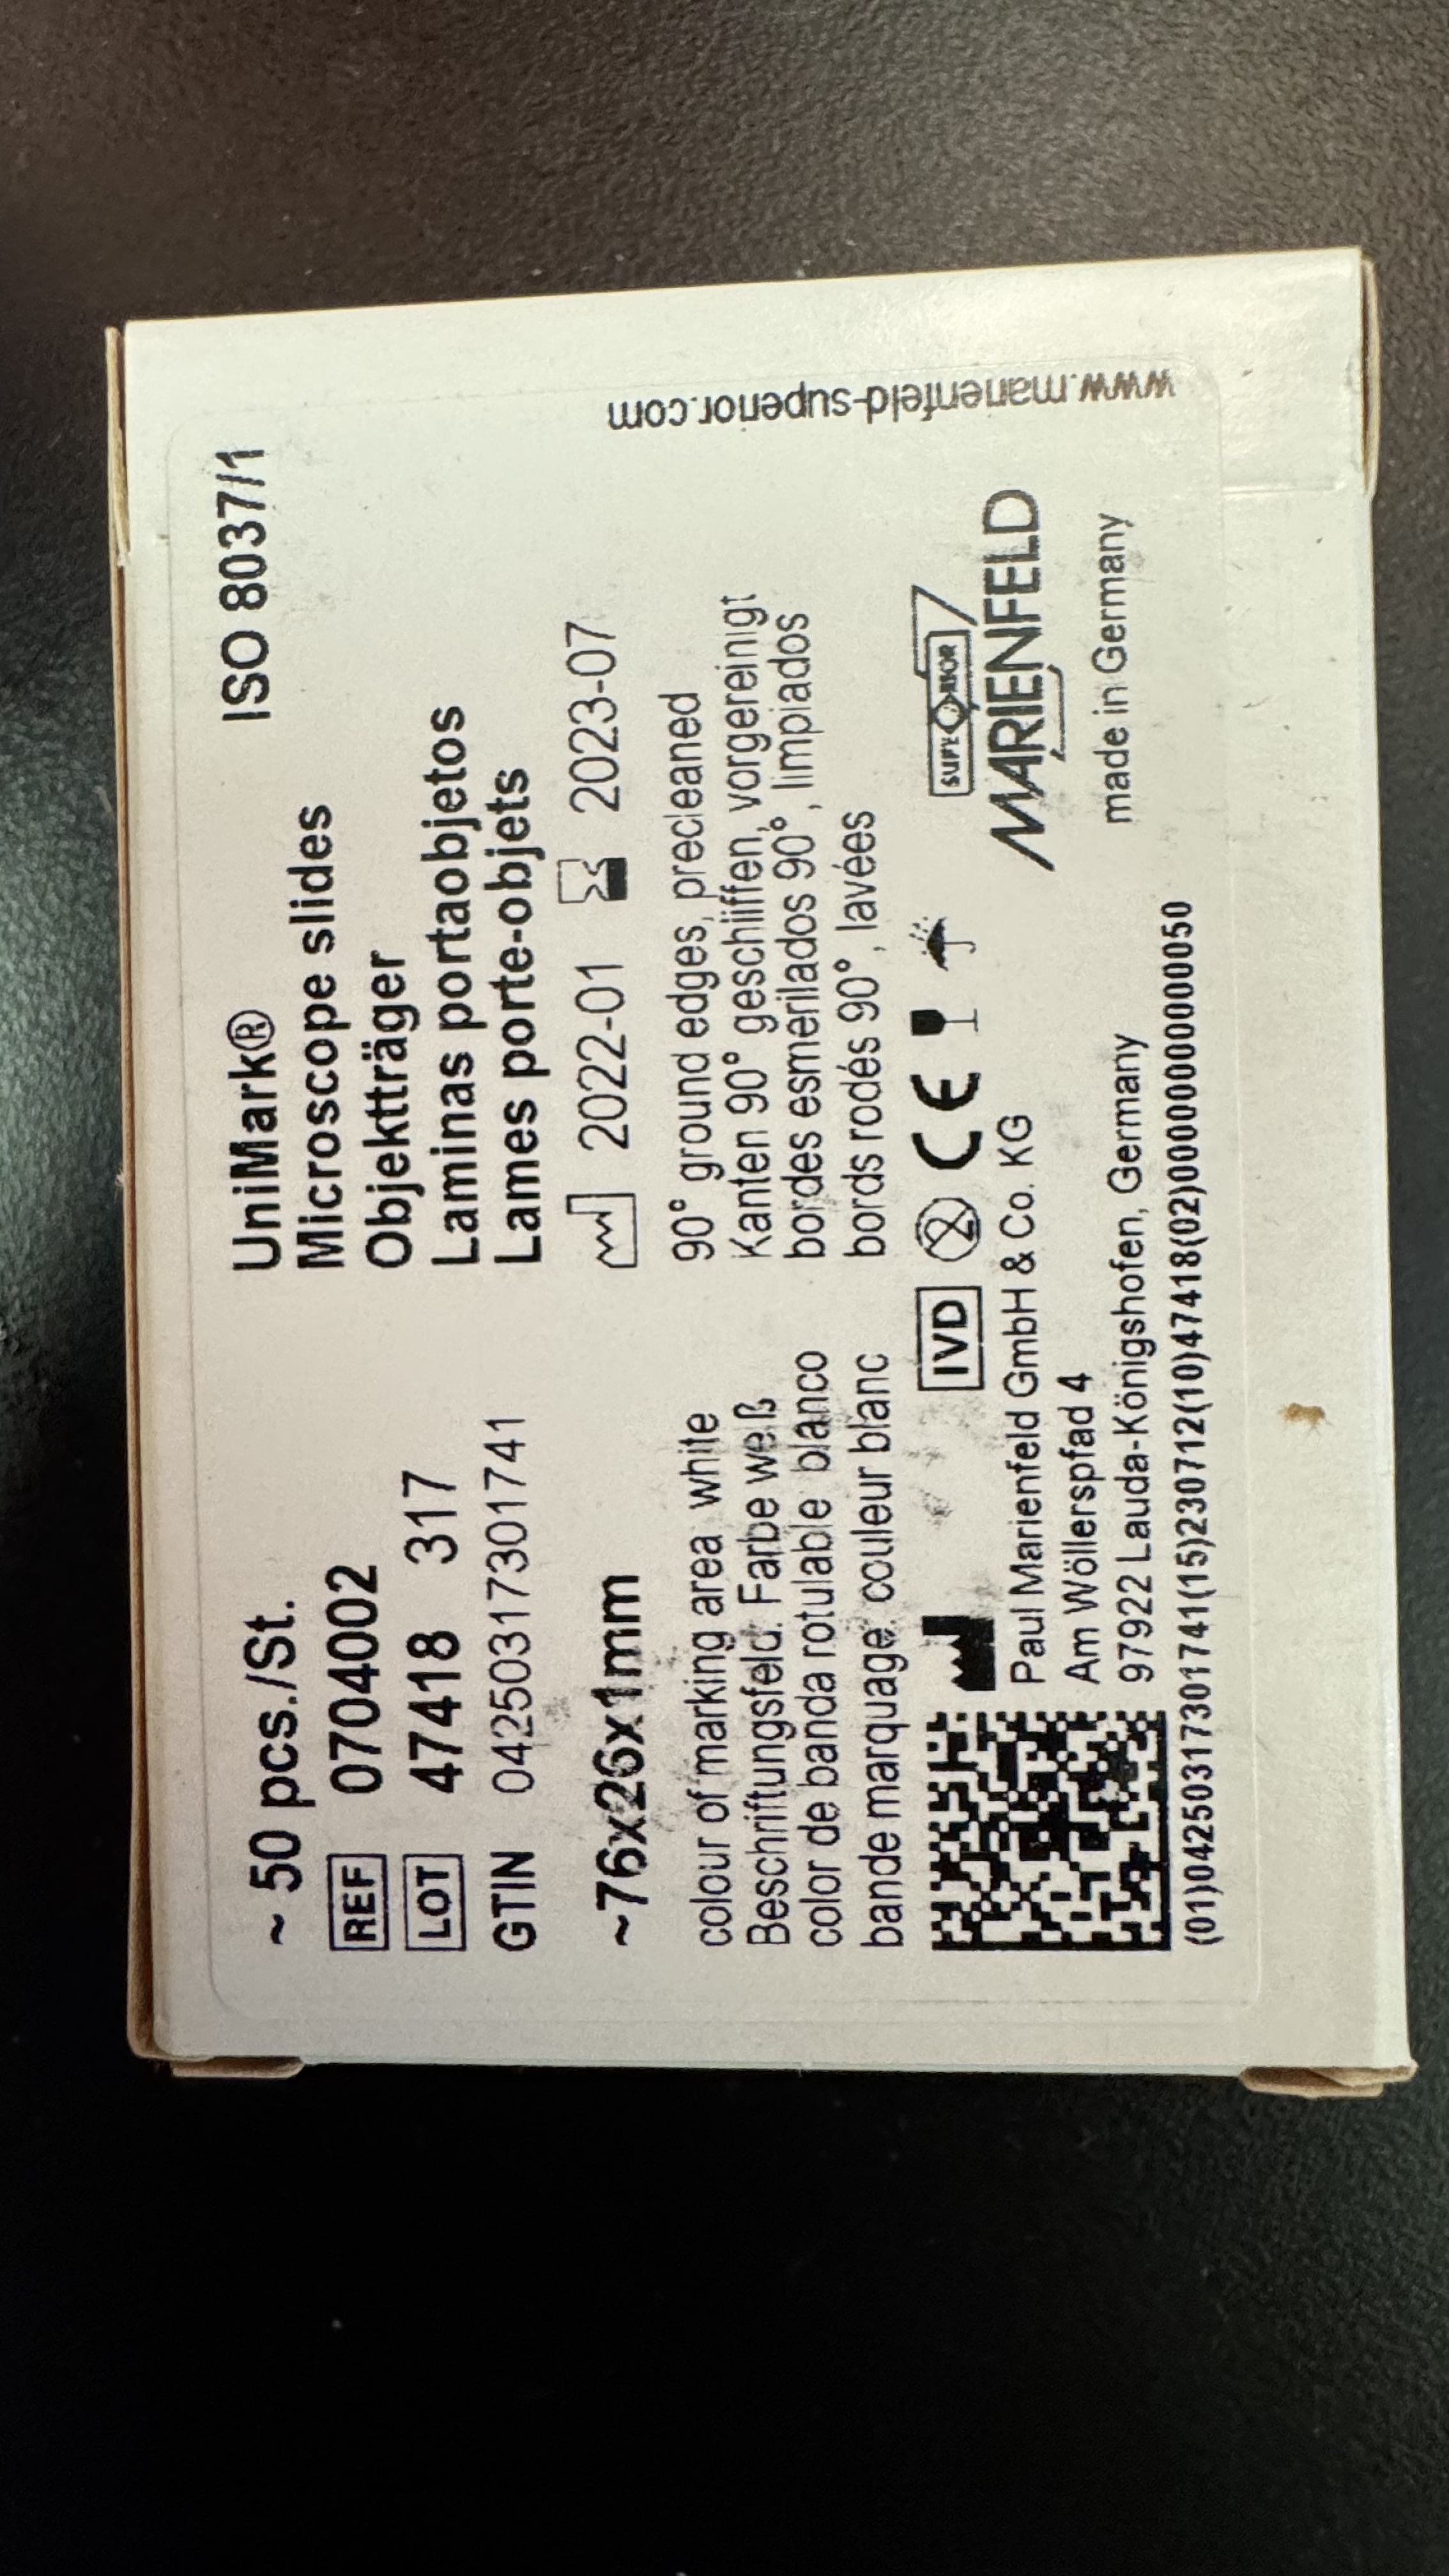 ~ 50 pcs./St.
REF 0704002
LOT 47418 317
GTIN 04250317301741
~76x26x1mm
UniMark®
Microscope slides
Objektträger
Laminas portaobjetos
Lames porte-objets
ISO 8037/1
2022-01 2023-07
colour of marking area white
Beschriftungsfeld. Farbe weiß
color de banda rotulable blanco
bande marquage. couleur blanc
90° ground edges, precleaned
Kanten 90° geschliffen, vorgereinigt
bordes esmerilados 90°, limpiados
bords rodés 90°, lavées
IVD 2 CE
Paul Marienfeld GmbH & Co. KG
Am Wöllerspfad 4
97922 Lauda-Königshofen, Germany
SUPERIOR
MARIENFELD
made in Germany
(01)04250317301741(15)230712(10)47418(02)00000000000050
www.marienfeld-superior.com